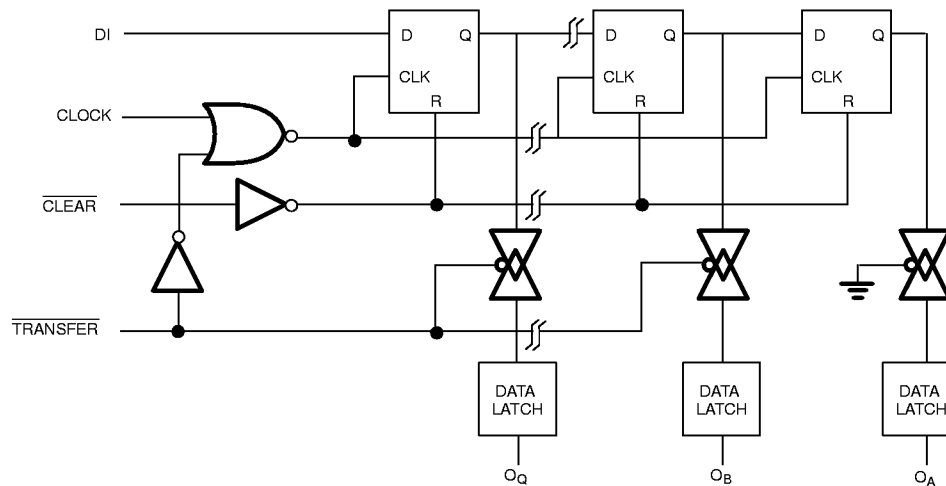 DI
D Q
CLK
R
D Q
CLK
R
D Q
CLK
R
CLOCK
CLEAR
TRANSFER
DATA
LATCH
DATA
LATCH
DATA
LATCH
OQ
OB
OA